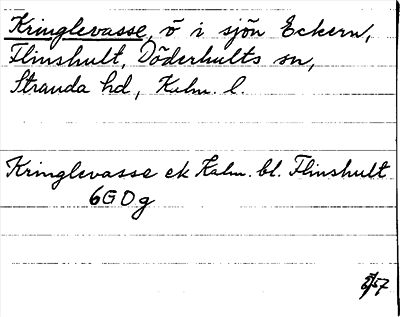 Kringlevasse, ö i sjön Eckern,
Flinshult, Döderhults sn,
Stranda hd, Kalm. l.
Kringlevasse ek Kalm. bl. Flinshult
6G0g